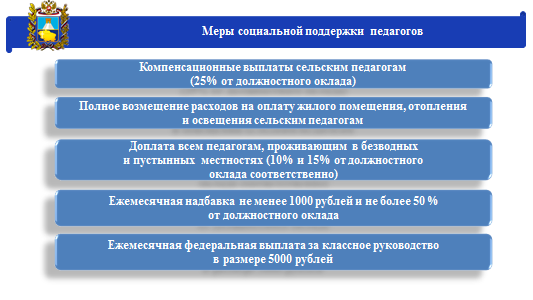 Меры социальной поддержки педагогов
Компенсационные выплаты сельским педагогам
(25% от должностного оклада)
Полное возмещение расходов на оплату жилого помещения, отопления
и освещения сельским педагогам
Доплата всем педагогам, проживающим в безводных
и пустынных местностях (10% и 15% от должностного
оклада соответственно)
Ежемесячная надбавка не менее 1000 рублей и не более 50 %
от должностного оклада
Ежемесячная федеральная выплата за классное руководство
в размере 5000 рублей